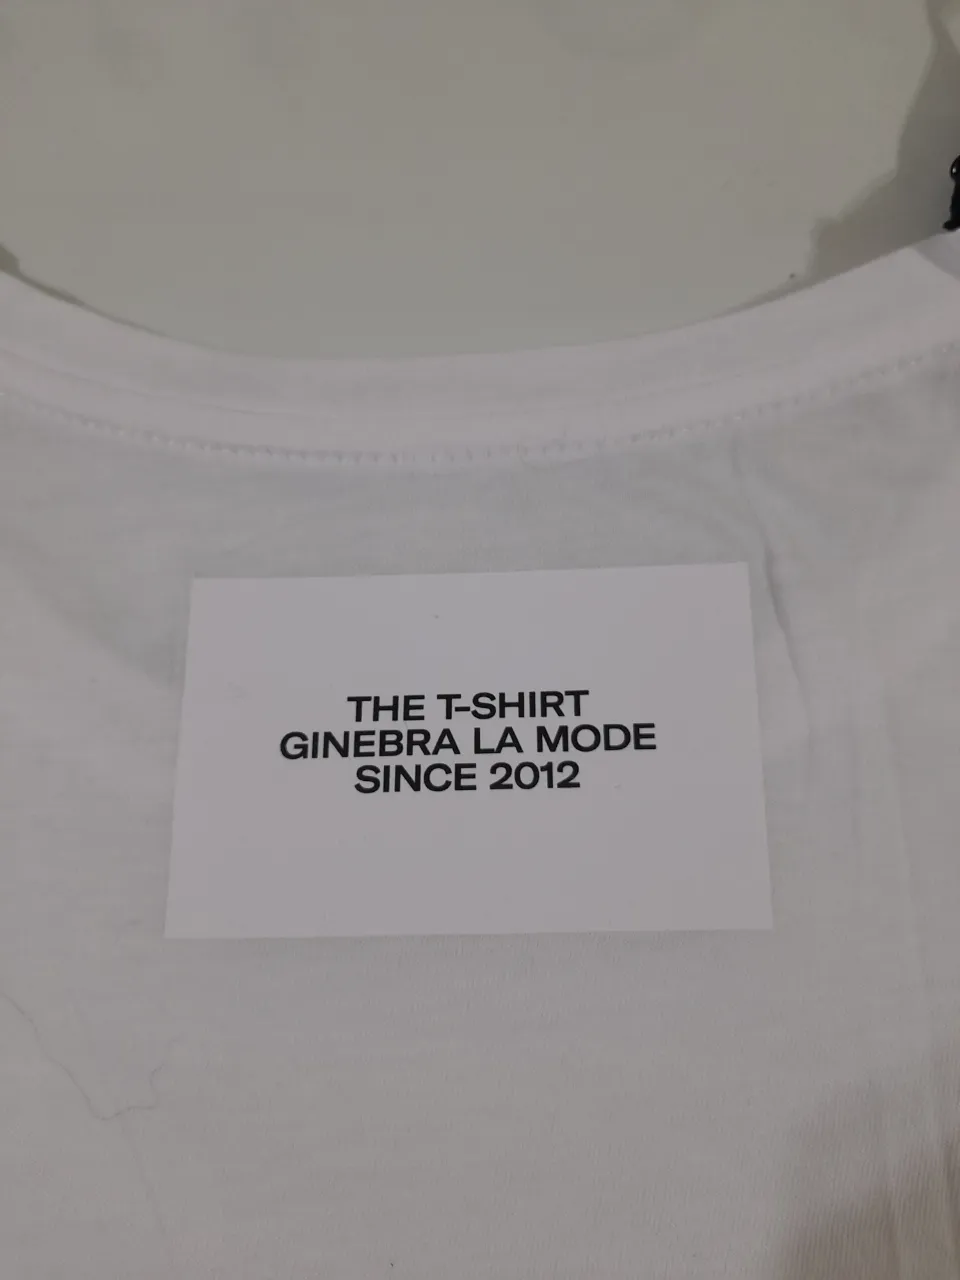 THE T-SHIRT
GINEBRA LA MODE
SINCE 2012